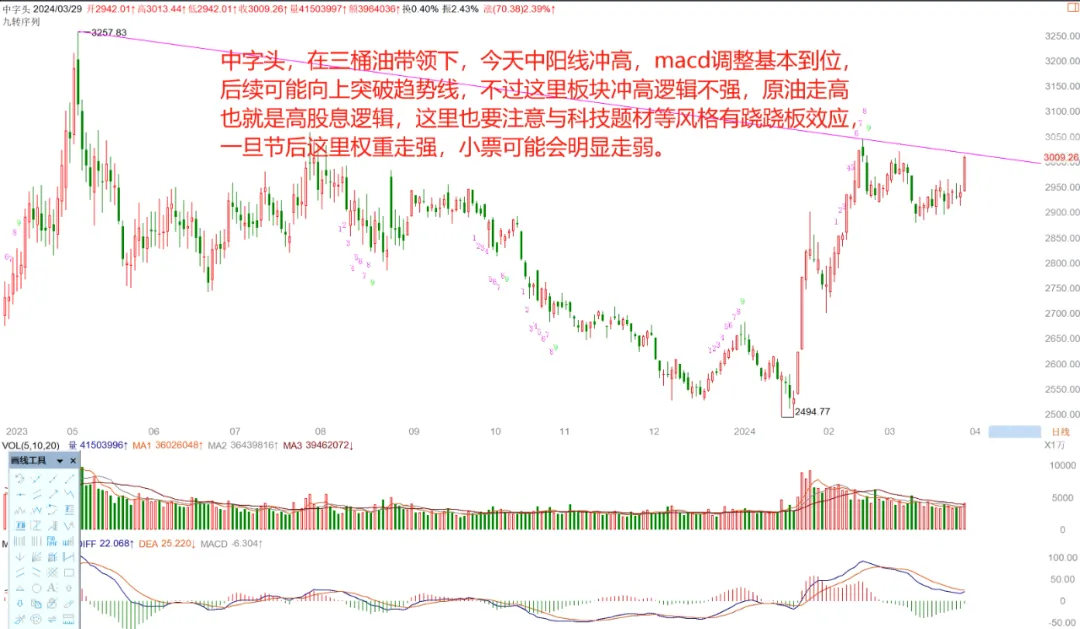 中字头 2024/03/29 开2942.01↑高3013.44↑低2942.01↑收3009.26↑量41503997↑额3964036↑换0.40% 振2.43% 涨(70.38)2.39%↑
九转序列
3257.83
中字头，在三桶油带领下，今天中阳线冲高，macd调整基本到位，
后续可能向上突破趋势线，不过这里板块冲高逻辑不强，原油走高
也就是高股息逻辑，这里也要注意与科技题材等风格有跷跷板效应，
一旦节后这里权重走强，小票可能会明显走弱。
3250.00
3200.00
3150.00
3100.00
3050.00
3009.26
2950.00
2900.00
2850.00
2800.00
2750.00
2700.00
2650.00
2600.00
2550.00
2500.00
2494.77
2023 05 06 07 08 09 10 11 12 2024 02 03 04 日线
VOL(5,10,20) 量 41503996↑ MA1 36026048↑ MA2 36439816↑ MA3 39462072↓ X1万
画线工具
10000
5000
0
DIFF 22.068↑ DEA 25.220↓ MACD -6.304↑
100.00
50.00
0
-50.00